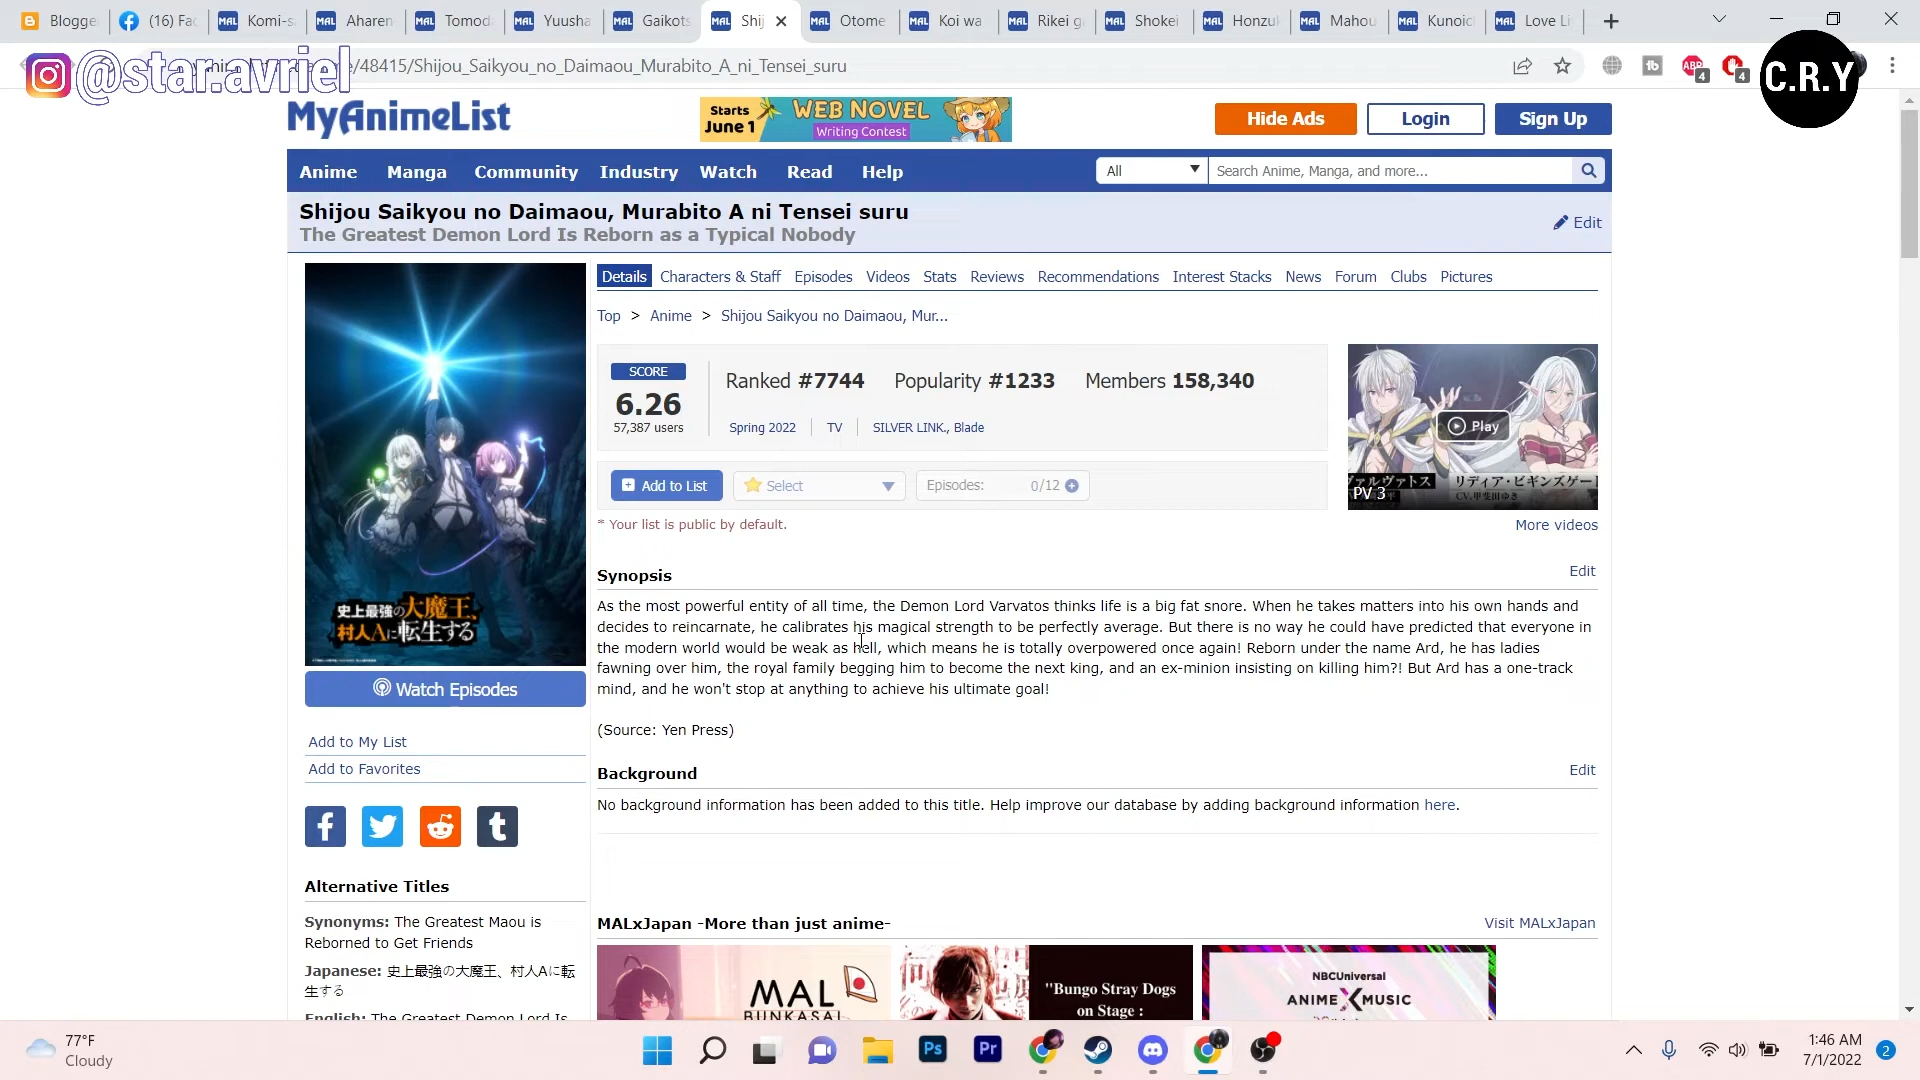 Blogge
(16) Fac
Komi-sa
Aharen
Tomoda
Yuusha
Gaikots
Shij
Otome
Koi wa
Rikei g
Shokei
Honzuk
Mahou
Kunoic
Love Li
@star.avriel
/48415/Shijou_Saikyou_no_Daimaou_Murabito_A_ni_Tensei_suru
C.R.Y
MyAnimeList
Starts June 1
WEB NOVEL
Writing Contest
Hide Ads
Login
Sign Up
Anime Manga Community Industry Watch Read Help
All
Search Anime, Manga, and more...
Shijou Saikyou no Daimaou, Murabito A ni Tensei suru
The Greatest Demon Lord Is Reborn as a Typical Nobody
Edit
Details Characters & Staff Episodes Videos Stats Reviews Recommendations Interest Stacks News Forum Clubs Pictures
Top > Anime > Shijou Saikyou no Daimaou, Mur...
SCORE
6.26
57,387 users
Ranked #7744 Popularity #1233 Members 158,340
Spring 2022 TV SILVER LINK., Blade
Add to List
Select
Episodes: 0/12
* Your list is public by default.
Play
PV 3
More videos
史上最強の大魔王、
村人Aに転生する
Watch Episodes
Add to My List
Add to Favorites
Alternative Titles
Synonyms: The Greatest Maou is
Reborned to Get Friends
Japanese: 史上最強の大魔王、村人Aに転
生する
English: The Greatest Demon Lord Is
Synopsis
Edit
As the most powerful entity of all time, the Demon Lord Varvatos thinks life is a big fat snore. When he takes matters into his own hands and
decides to reincarnate, he calibrates his magical strength to be perfectly average. But there is no way he could have predicted that everyone in
the modern world would be weak as hell, which means he is totally overpowered once again! Reborn under the name Ard, he has ladies
fawning over him, the royal family begging him to become the next king, and an ex-minion insisting on killing him?! But Ard has a one-track
mind, and he won't stop at anything to achieve his ultimate goal!
(Source: Yen Press)
Background
Edit
No background information has been added to this title. Help improve our database by adding background information here.
MALxJapan -More than just anime-
Visit MALxJapan
MAL
BUNKASAI
"Bungo Stray Dogs
on Stage :
NBCUniversal
ANIME X MUSIC
77°F
Cloudy
1:46 AM
7/1/2022
2